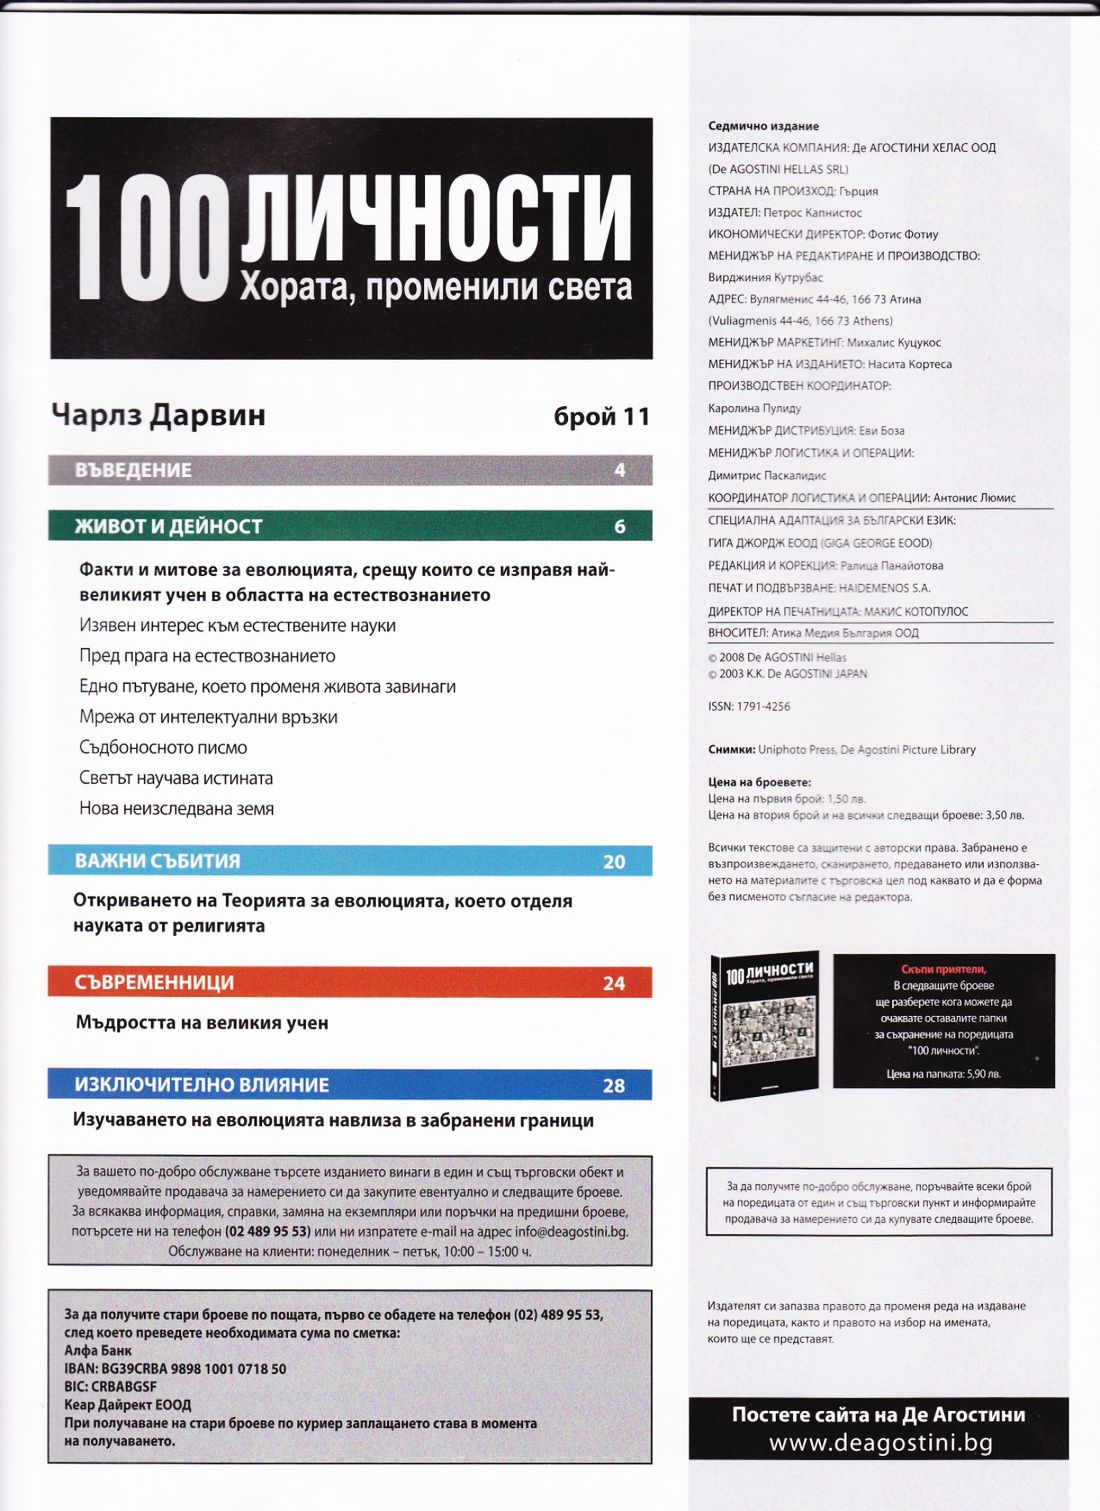 100 ЛИЧНОСТИ
Хората, променили света
Чарлз Дарвин
брой 11
ВЪВЕДЕНИЕ 4
ЖИВОТ И ДЕЙНОСТ 6
Факти и митове за еволюцията, срещу които се изправя най-
великият учен в областта на естествознанието
Изявен интерес към естествените науки
Пред прага на естествознанието
Едно пътуване, което променя живота завинаги
Мрежа от интелектуални връзки
Съдбоносното писмо
Светът научава истината
Нова неизследвана земя
ВАЖНИ СЪБИТИЯ 20
Откриването на Теорията за еволюцията, което отделя
науката от религията
СЪВРЕМЕННИЦИ 24
Мъдростта на великия учен
ИЗКЛЮЧИТЕЛНО ВЛИЯНИЕ 28
Изучаването на еволюцията навлиза в забранени граници
За вашето по-добро обслужване търсете изданието винаги в един и същ търговски обект и
уведомявайте продавача за намерението си да закупите евентуално и следващите броеве.
За всякаква информация, справки, замяна на екземпляри или поръчки на предишни броеве,
потърсете ни на телефон (02 489 95 53) или ни изпратете e-mail на адрес info@deagostini.bg.
Обслужване на клиенти: понеделник – петък, 10:00 – 15:00 ч.
За да получите стари броеве по пощата, първо се обадете на телефон (02) 489 95 53,
след което преведете необходимата сума по сметка:
Алфа Банк
IBAN: BG39CRBA 9898 1001 0718 50
BIC: CRBABGSF
Кеар Дайрект ЕООД
При получаване на стари броеве по куриер заплащането става в момента
на получаването.
Седмично издание
ИЗДАТЕЛСКА КОМПАНИЯ: Де АГОСТИНИ ХЕЛАС ООД
(De AGOSTINI HELLAS SRL)
СТРАНА НА ПРОИЗХОД: Гърция
ИЗДАТЕЛ: Петрос Капнистос
ИКОНОМИЧЕСКИ ДИРЕКТОР: Фотис Фотиу
МЕНИДЖЪР НА РЕДАКТИРАНЕ И ПРОИЗВОДСТВО:
Вирджиния Кутрубас
АДРЕС: Вулягменис 44-46, 166 73 Атина
(Vuliagmenis 44-46, 166 73 Athens)
МЕНИДЖЪР МАРКЕТИНГ: Михалис Куцукос
МЕНИДЖЪР НА ИЗДАНИЕТО: Насита Кортеса
ПРОИЗВОДСТВЕН КООРДИНАТОР:
Каролина Пулиду
МЕНИДЖЪР ДИСТРИБУЦИЯ: Еви Боза
МЕНИДЖЪР ЛОГИСТИКА И ОПЕРАЦИИ:
Димитрис Паскалидис
КООРДИНАТОР ЛОГИСТИКА И ОПЕРАЦИИ: Антонис Люмис
СПЕЦИАЛНА АДАПТАЦИЯ ЗА БЪЛГАРСКИ ЕЗИК:
ГИГА ДЖОРДЖ ЕООД (GIGA GEORGE EOOD)
РЕДАКЦИЯ И КОРЕКЦИЯ: Ралица Панайотова
ПЕЧАТ И ПОДВЪРЗВАНЕ: HAIDEMENOS S.A.
ДИРЕКТОР НА ПЕЧАТНИЦАТА: МАКИС КОТОПУЛОС
ВНОСИТЕЛ: Атика Медия България ООД
© 2008 De AGOSTINI Hellas
© 2003 K.K. De AGOSTINI JAPAN
ISSN: 1791-4256
Снимки: Uniphoto Press, De Agostini Picture Library
Цена на броевете:
Цена на първия брой: 1,50 лв.
Цена на втория брой и на всички следващи броеве: 3,50 лв.
Всички текстове са защитени с авторски права. Забранено е
възпроизвеждането, сканирането, предаването или използва-
нето на материалите с търговска цел под каквато и да е форма
без писменото съгласие на редактора.
100 ЛИЧНОСТИ
Хората, променили света
100 ЛИЧНОСТИ
Скъпи приятели,
В следващите броеве
ще разберете кога можете да
очаквате останалите папки
за съхранение на поредицата
"100 личности".
Цена на папката: 5,90 лв.
За да получите по-добро обслужване, поръчвайте всеки брой
на поредицата от един и същ търговски пункт и информирайте
продавача за намерението си да купувате следващите броеве.
Издателят си запазва правото да променя реда на издаване
на поредицата, както и правото на избор на имената,
които ще се представят.
Постете сайта на Де Агостини
www.deagostini.bg